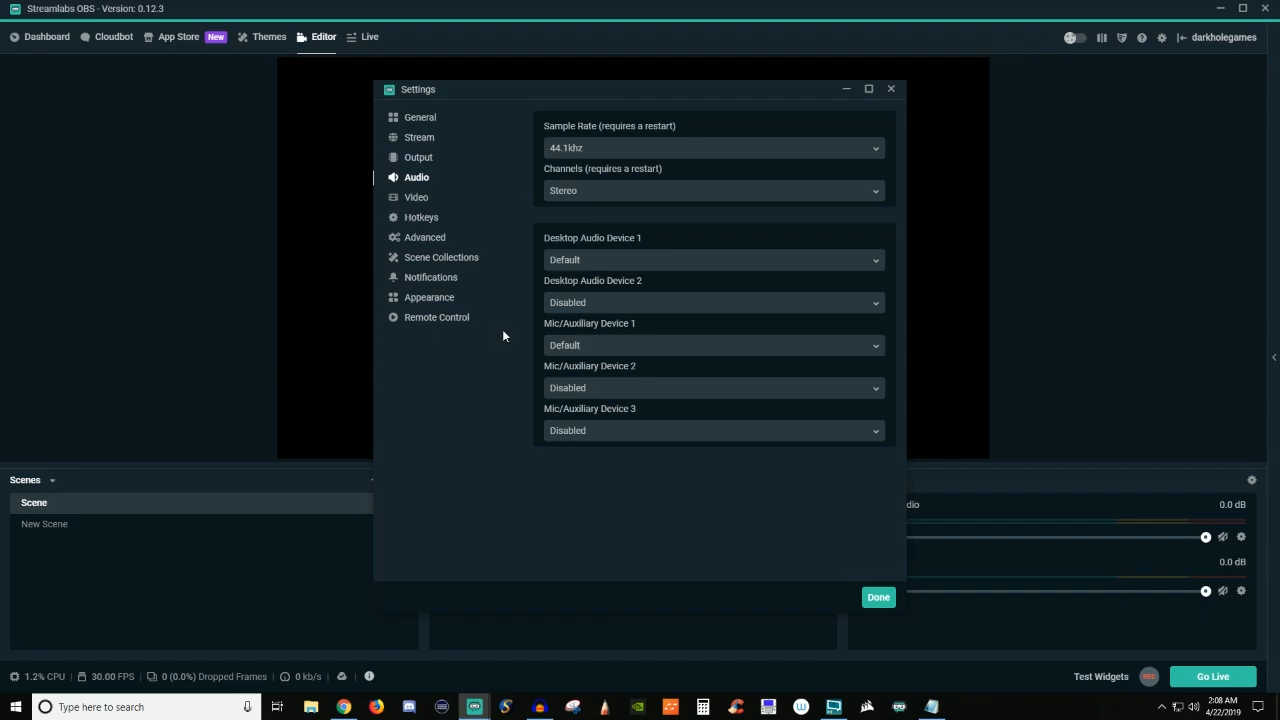 Streamlabs OBS - Version: 0.12.3
Dashboard
Cloudbot
App Store
New
Themes
Editor
Live
darkholegames
Settings
General
Stream
Output
Audio
Video
Hotkeys
Advanced
Scene Collections
Notifications
Appearance
Remote Control
Sample Rate (requires a restart)
44.1khz
Channels (requires a restart)
Stereo
Desktop Audio Device 1
Default
Desktop Audio Device 2
Disabled
Mic/Auxiliary Device 1
Default
Mic/Auxiliary Device 2
Disabled
Mic/Auxiliary Device 3
Disabled
Done
Scenes
Scene
New Scene
dio
0.0 dB
0.0 dB
1.2% CPU
30.00 FPS
0 (0.0%) Dropped Frames
0 kb/s
Test Widgets
REC
Go Live
Type here to search
2:08 AM
4/22/2019